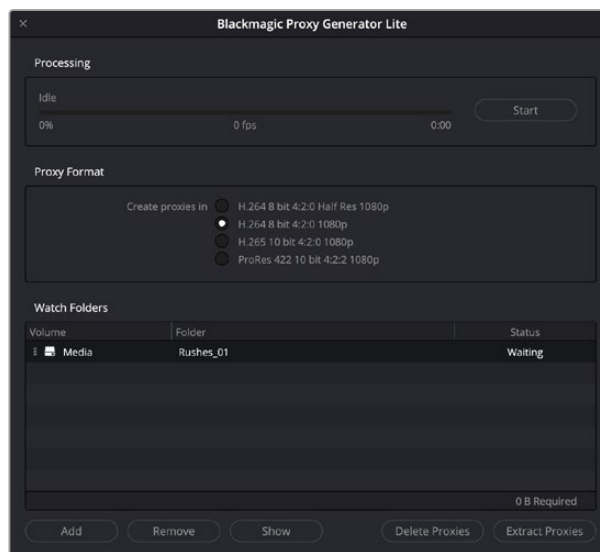 Blackmagic Proxy Generator Lite
Processing
Idle
Start
0% 0 fps 0:00
Proxy Format
Create proxies in H.264 8 bit 4:2:0 Half Res 1080p
H.264 8 bit 4:2:0 1080p
H.265 10 bit 4:2:0 1080p
ProRes 422 10 bit 4:2:2 1080p
Watch Folders
Volume Folder Status
Media Rushes_01 Waiting
0 B Required
Add Remove Show Delete Proxies Extract Proxies